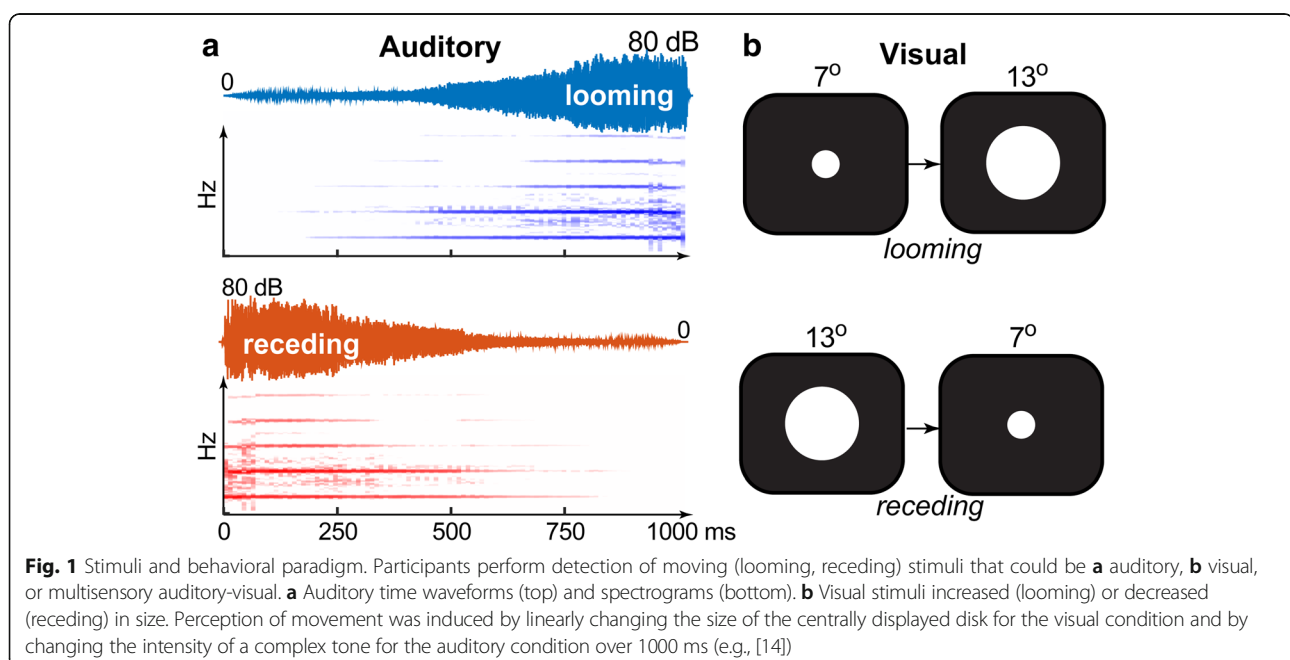 a
Auditory
80 dB
0
looming
Hz
80 dB
0
receding
Hz
0 250 500 750 1000 ms
b
Visual
7º
13º
looming
13º
7º
receding
Fig. 1 Stimuli and behavioral paradigm. Participants perform detection of moving (looming, receding) stimuli that could be a auditory, b visual,
or multisensory auditory-visual. a Auditory time waveforms (top) and spectrograms (bottom). b Visual stimuli increased (looming) or decreased
(receding) in size. Perception of movement was induced by linearly changing the size of the centrally displayed disk for the visual condition and by
changing the intensity of a complex tone for the auditory condition over 1000 ms (e.g., [14])